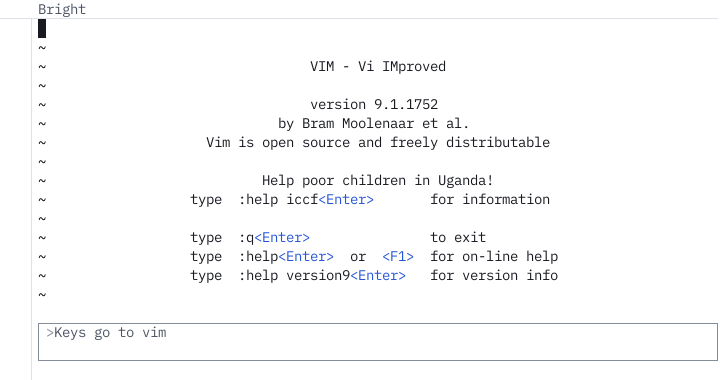 Bright
~
~ VIM - Vi IMproved
~
~ version 9.1.1752
~ by Bram Moolenaar et al.
~ Vim is open source and freely distributable
~
~ Help poor children in Uganda!
~ type :help iccf<Enter> for information
~
~ type :q<Enter> to exit
~ type :help<Enter> or <F1> for on-line help
~ type :help version9<Enter> for version info
~
>Keys go to vim